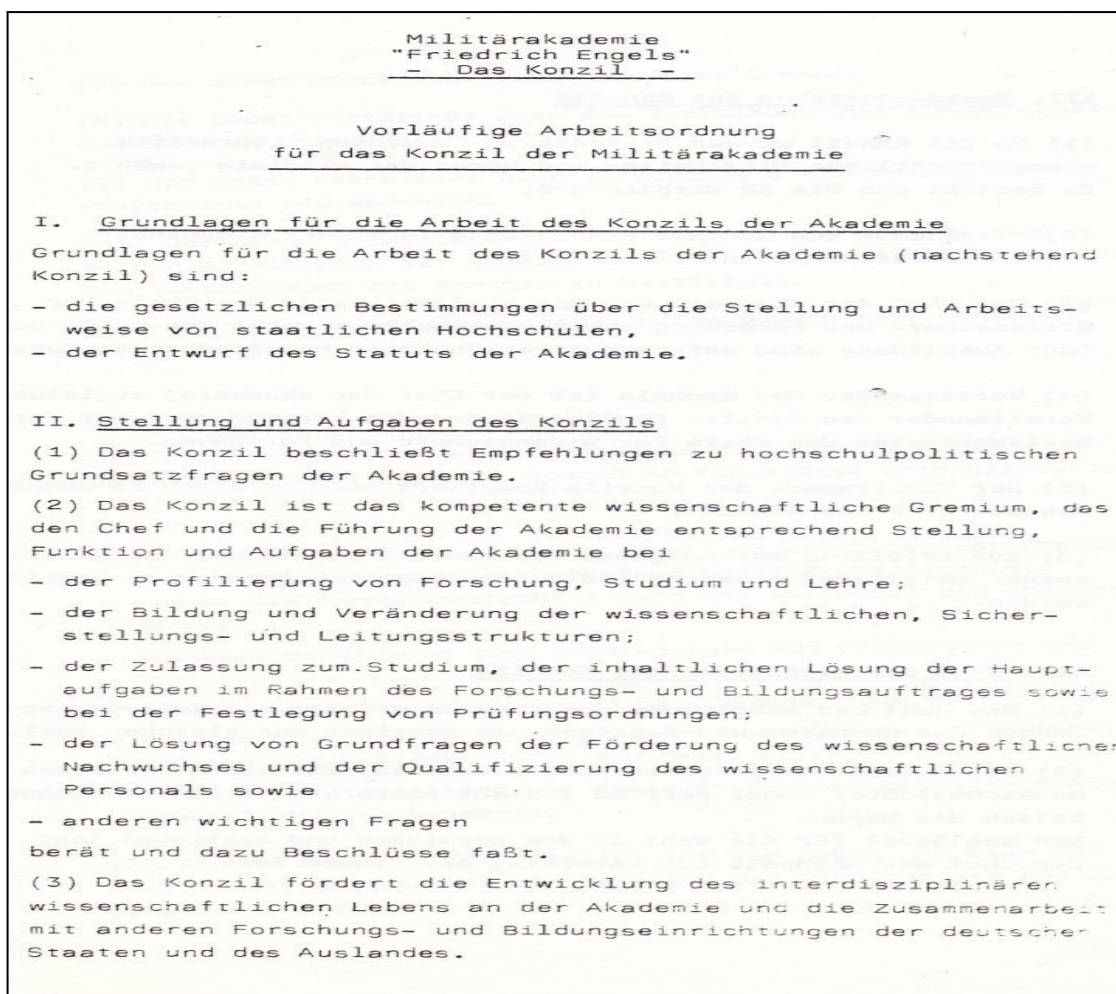 Militärakademie
"Friedrich Engels"
- Das Konzil -
Vorläufige Arbeitsordnung
für das Konzil der Militärakademie
I. Grundlagen für die Arbeit des Konzils der Akademie
Grundlagen für die Arbeit des Konzils der Akademie (nachstehend
Konzil) sind:
- die gesetzlichen Bestimmungen über die Stellung und Arbeits-
weise von staatlichen Hochschulen,
- der Entwurf des Statuts der Akademie.
II. Stellung und Aufgaben des Konzils
(1) Das Konzil beschließt Empfehlungen zu hochschulpolitischen
Grundsatzfragen der Akademie.
(2) Das Konzil ist das kompetente wissenschaftliche Gremium, das
den Chef und die Führung der Akademie entsprechend Stellung,
Funktion und Aufgaben der Akademie bei
- der Profilierung von Forschung, Studium und Lehre;
- der Bildung und Veränderung der wissenschaftlichen, Sicher-
stellungs- und Leitungsstrukturen;
- der Zulassung zum Studium, der inhaltlichen Lösung der Haupt-
aufgaben im Rahmen des Forschungs- und Bildungsauftrages sowie
bei der Festlegung von Prüfungsordnungen;
- der Lösung von Grundfragen der Förderung des wissenschaftlicher
Nachwuchses und der Qualifizierung des wissenschaftlichen
Personals sowie
- anderen wichtigen Fragen
berät und dazu Beschlüsse faßt.
(3) Das Konzil fördert die Entwicklung des interdisziplinären
wissenschaftlichen Lebens an der Akademie und die Zusammenarbeit
mit anderen Forschungs- und Bildungseinrichtungen der deutscher
Staaten und des Auslandes.